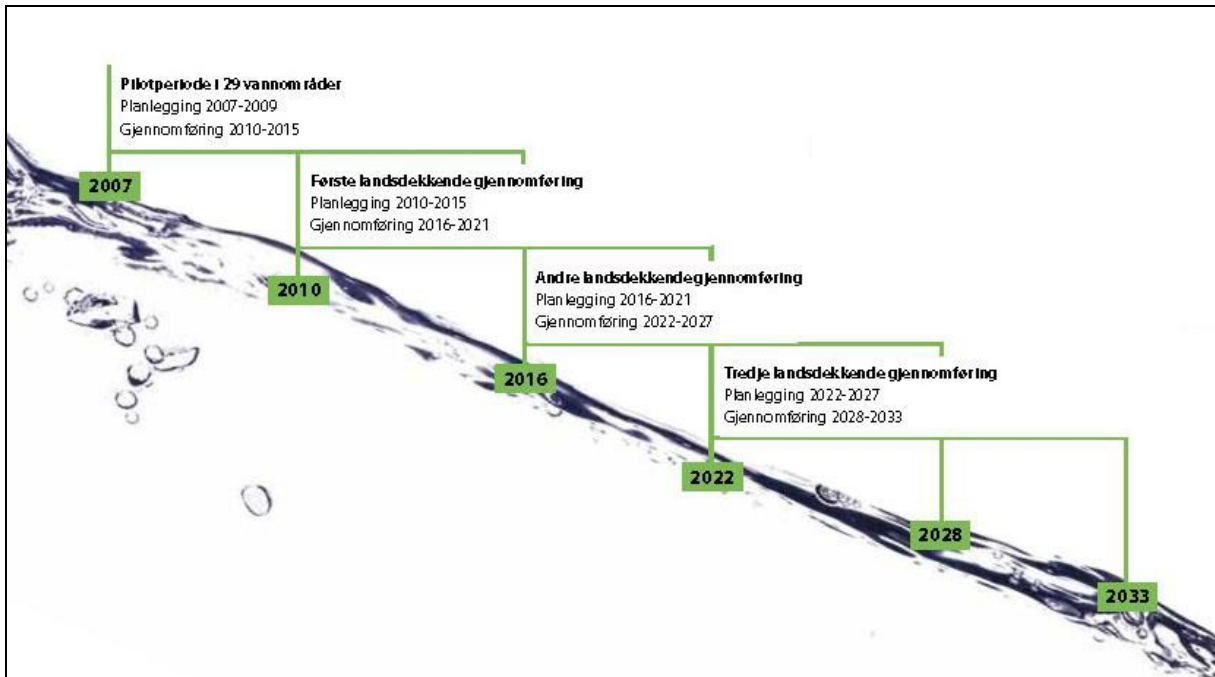 Pilotperiode i 29 vannområder
Planlegging 2007-2009
Gjennomføring 2010-2015
2007
Første landsdekkende gjennomføring
Planlegging 2010-2015
Gjennomføring 2016-2021
2010
Andre landsdekkende gjennomføring
Planlegging 2016-2021
Gjennomføring 2022-2027
2016
Tredje landsdekkende gjennomføring
Planlegging 2022-2027
Gjennomføring 2028-2033
2022
2028
2033